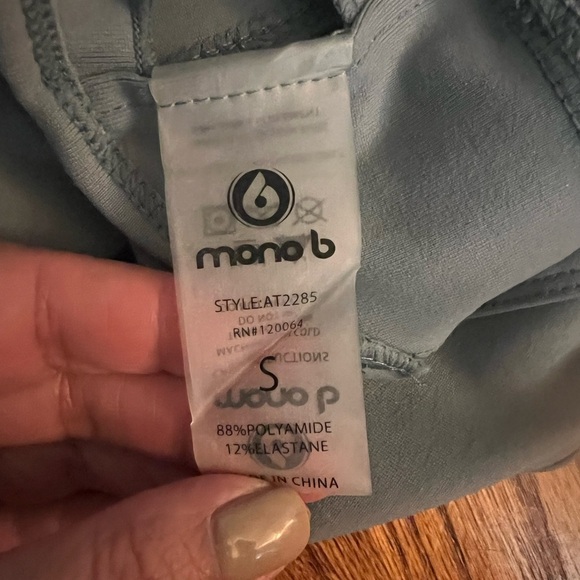 mono b
STYLE:AT2285
RN#120064
S
88%POLYAMIDE
12%ELASTANE
IN CHINA